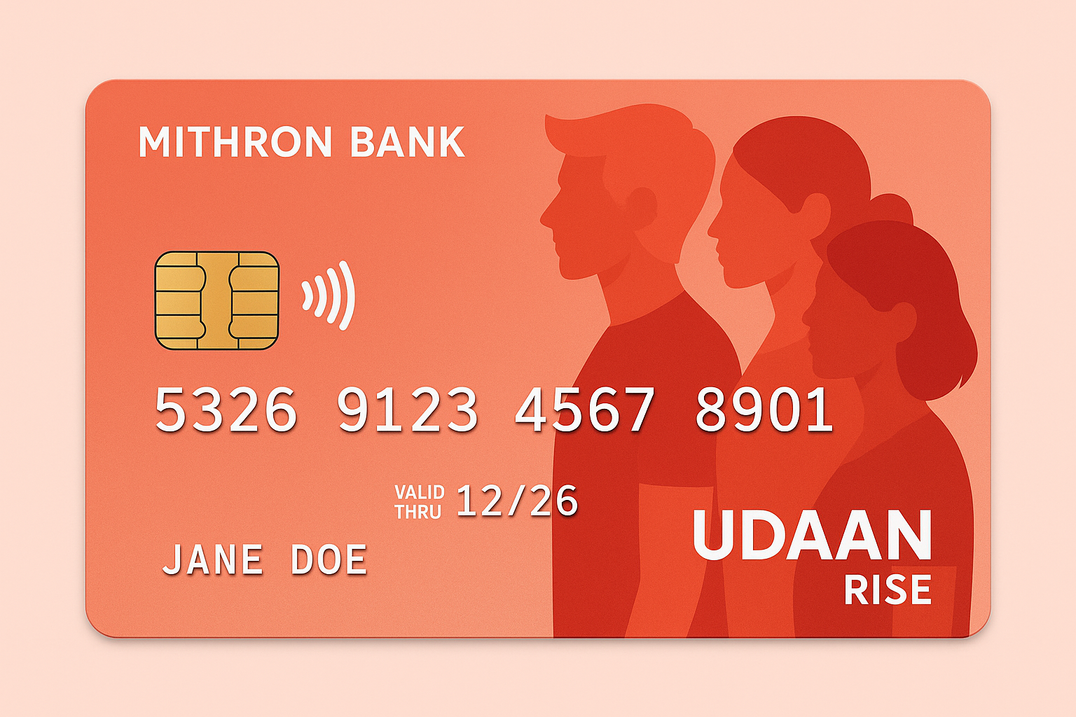 MITHRON BANK
5326 9123 4567 8901
VALID THRU 12/26
JANE DOE
UDAAN
RISE